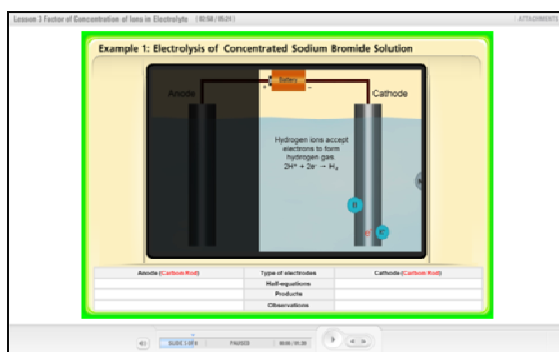 Lesson 3 Factor of Concentration of Ions in Electrolyte
ATTACHMENTS
Example 1: Electrolysis of Concentrated Sodium Bromide Solution
Battery
+ −
Anode
Cathode
Hydrogen ions accept
electrons to form
hydrogen gas
2H⁺ + 2e⁻ → H₂
Anode (Carbon Rod) Type of electrodes Cathode (Carbon Rod)
Half-equations
Products
Observations
PAUSED